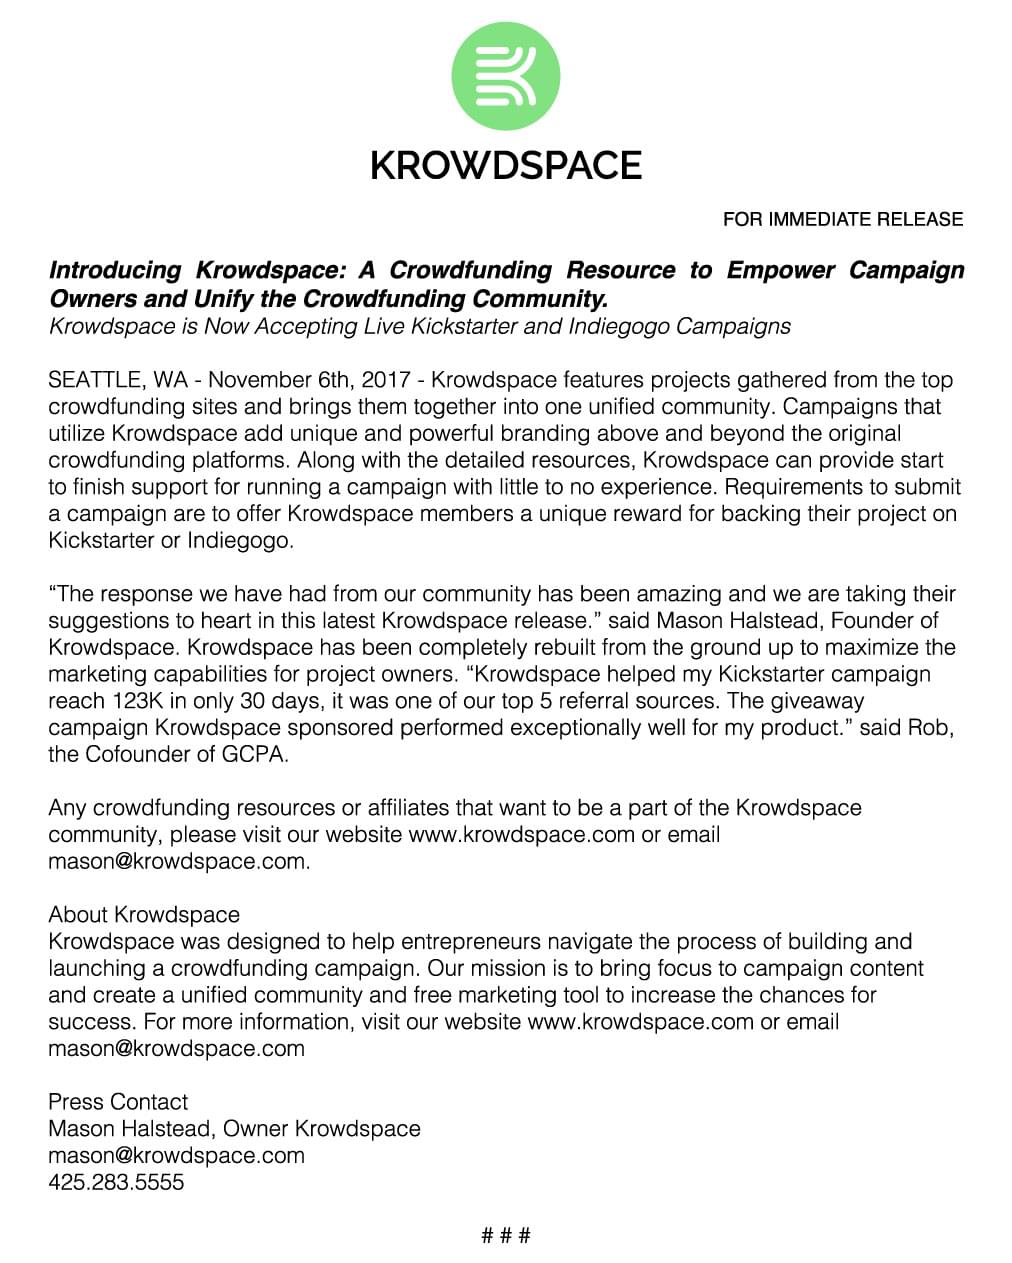 KROWDSPACE
FOR IMMEDIATE RELEASE
Introducing Krowdspace: A Crowdfunding Resource to Empower Campaign
Owners and Unify the Crowdfunding Community.
Krowdspace is Now Accepting Live Kickstarter and Indiegogo Campaigns
SEATTLE, WA - November 6th, 2017 - Krowdspace features projects gathered from the top
crowdfunding sites and brings them together into one unified community. Campaigns that
utilize Krowdspace add unique and powerful branding above and beyond the original
crowdfunding platforms. Along with the detailed resources, Krowdspace can provide start
to finish support for running a campaign with little to no experience. Requirements to submit
a campaign are to offer Krowdspace members a unique reward for backing their project on
Kickstarter or Indiegogo.
“The response we have had from our community has been amazing and we are taking their
suggestions to heart in this latest Krowdspace release.” said Mason Halstead, Founder of
Krowdspace. Krowdspace has been completely rebuilt from the ground up to maximize the
marketing capabilities for project owners. “Krowdspace helped my Kickstarter campaign
reach 123K in only 30 days, it was one of our top 5 referral sources. The giveaway
campaign Krowdspace sponsored performed exceptionally well for my product.” said Rob,
the Cofounder of GCPA.
Any crowdfunding resources or affiliates that want to be a part of the Krowdspace
community, please visit our website www.krowdspace.com or email
mason@krowdspace.com.
About Krowdspace
Krowdspace was designed to help entrepreneurs navigate the process of building and
launching a crowdfunding campaign. Our mission is to bring focus to campaign content
and create a unified community and free marketing tool to increase the chances for
success. For more information, visit our website www.krowdspace.com or email
mason@krowdspace.com
Press Contact
Mason Halstead, Owner Krowdspace
mason@krowdspace.com
425.283.5555
# # #